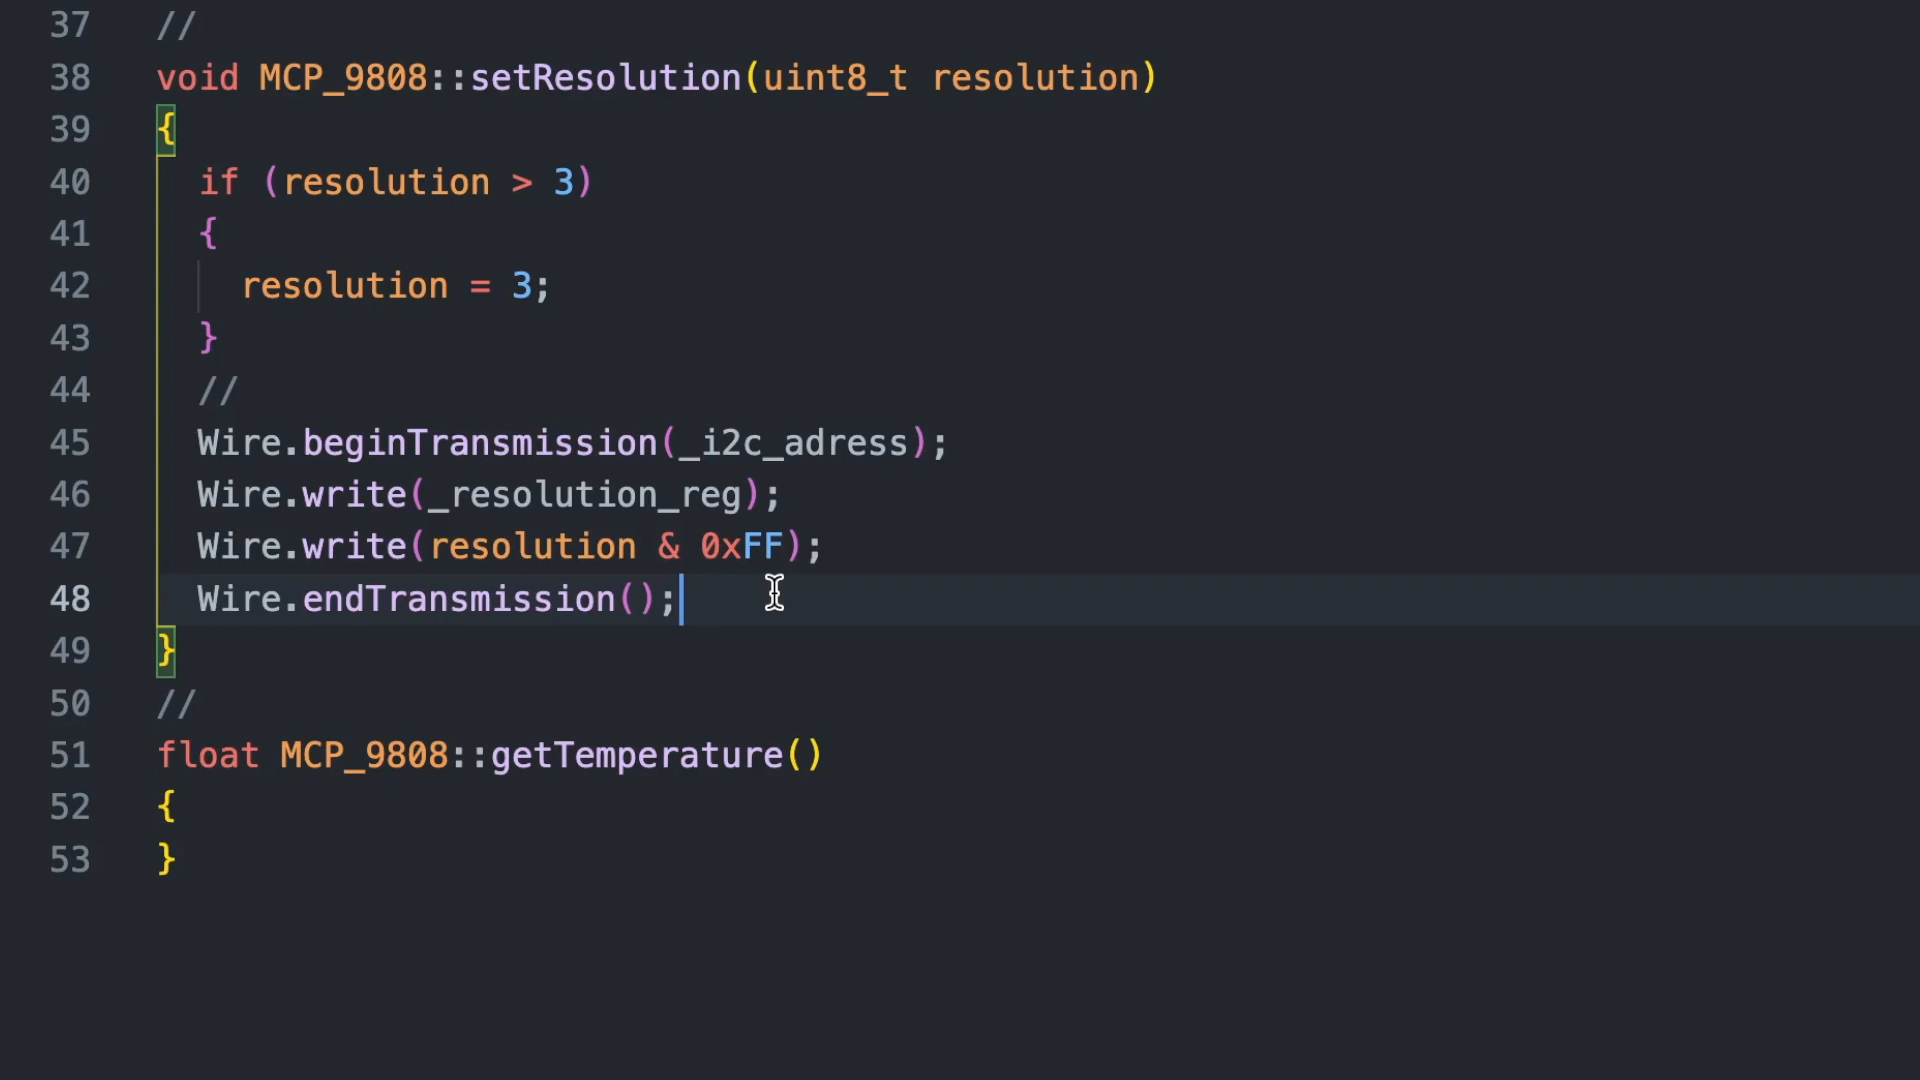 37 //
38 void MCP_9808::setResolution(uint8_t resolution)
39 {
40 if (resolution > 3)
41 {
42 resolution = 3;
43 }
44 //
45 Wire.beginTransmission(_i2c_adress);
46 Wire.write(_resolution_reg);
47 Wire.write(resolution & 0xFF);
48 Wire.endTransmission();
49 }
50 //
51 float MCP_9808::getTemperature()
52 {
53 }